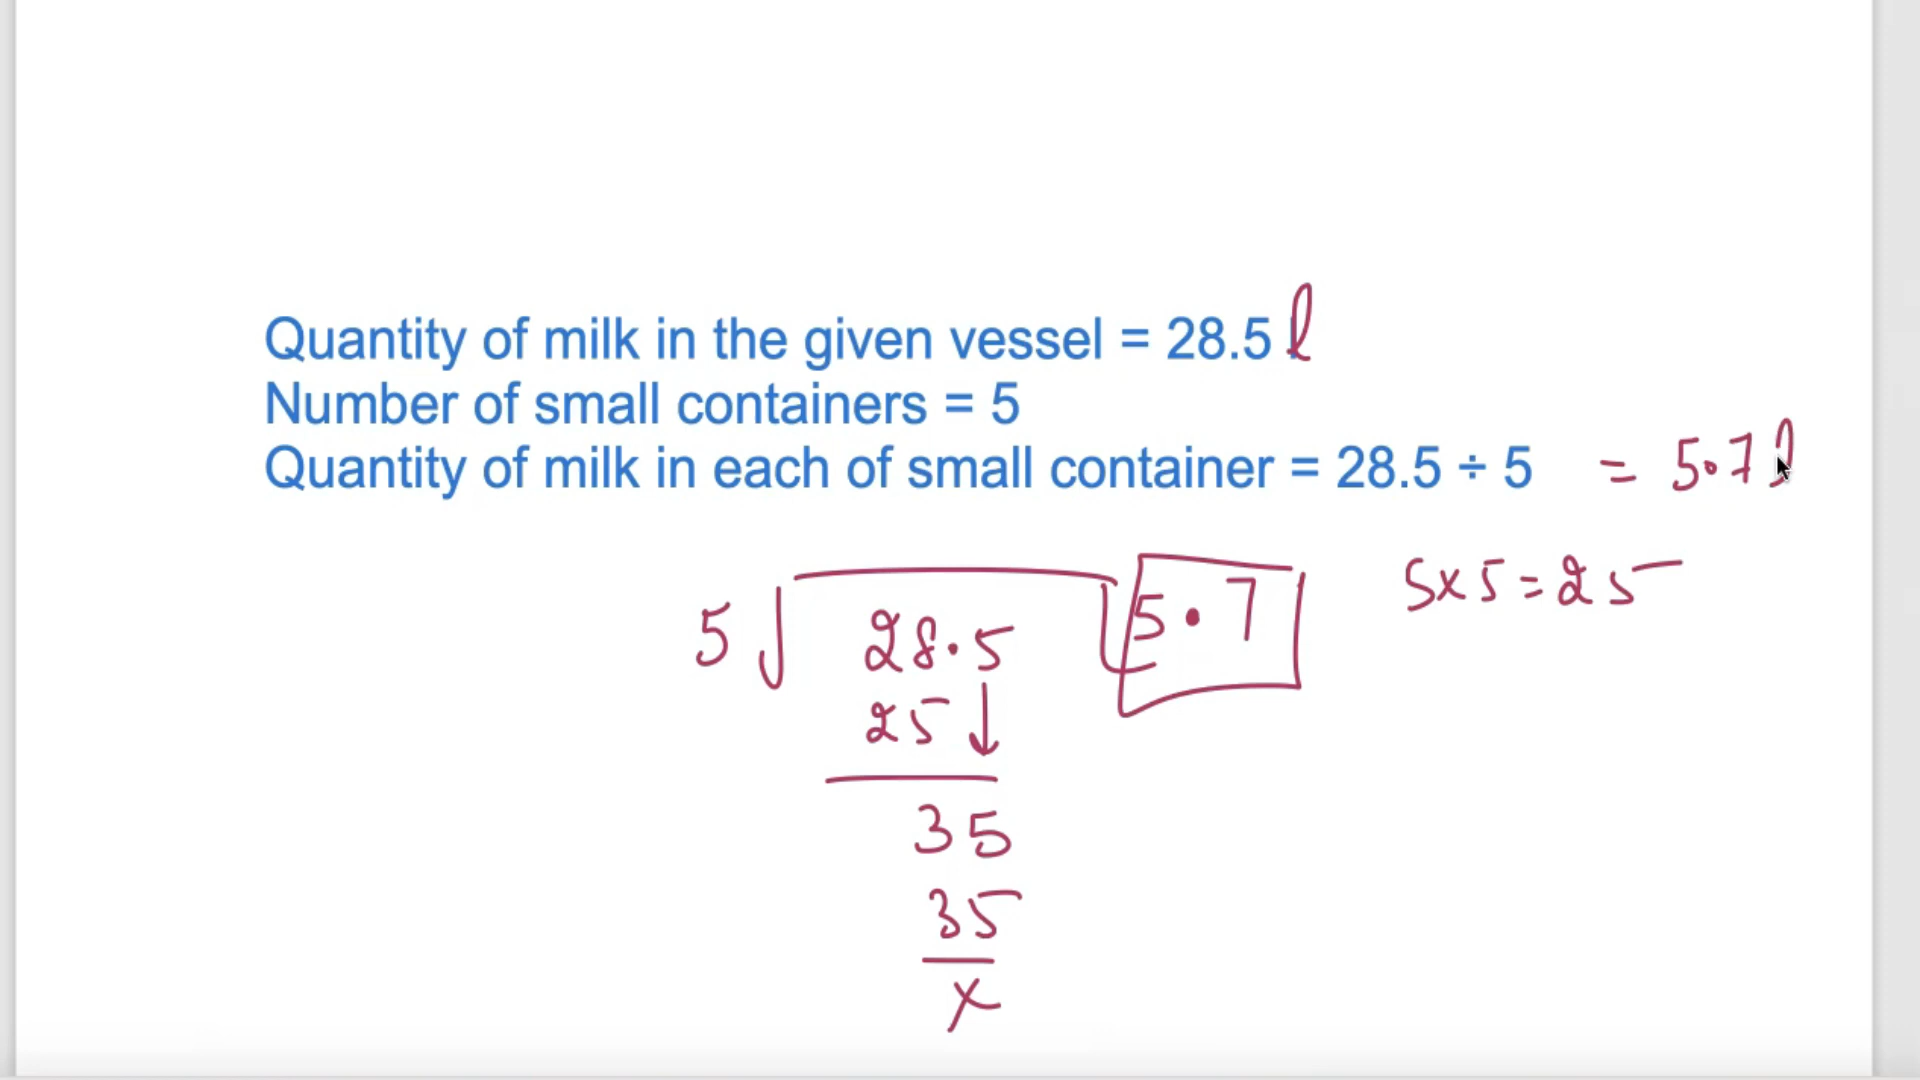 Quantity of milk in the given vessel = 28.5 l
Number of small containers = 5
Quantity of milk in each of small container = 28.5 ÷ 5 = 5.7 l
5 28.5 5.7
5x5=25
25
35
35
x